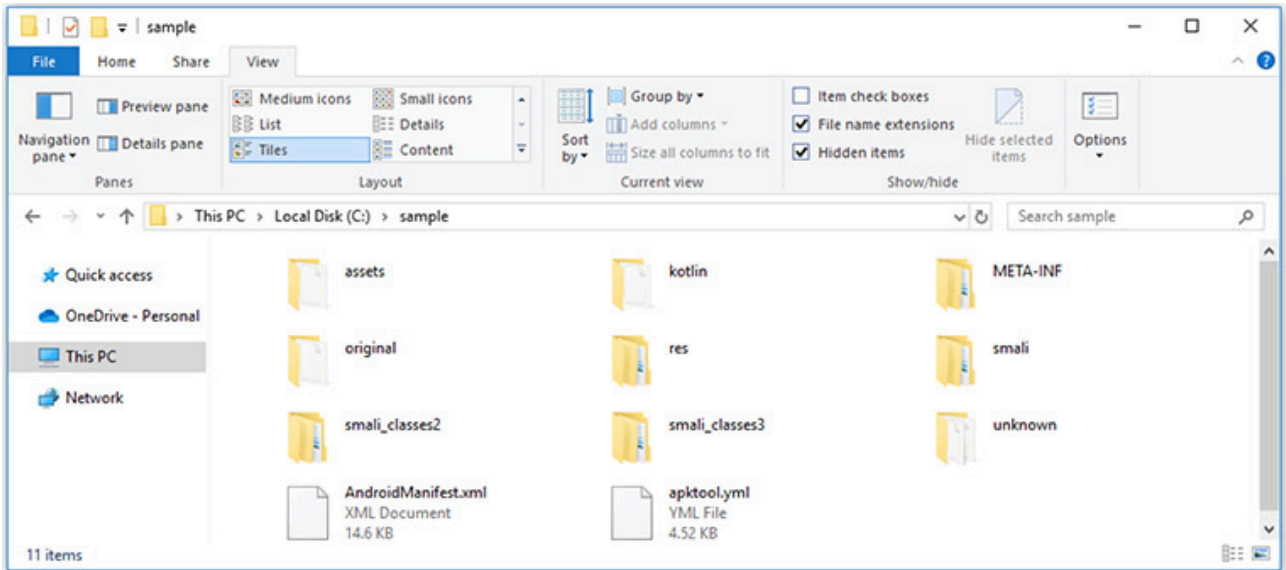 sample
File Home Share View
Medium icons Small icons Group by Item check boxes
Preview pane List Details Add columns File name extensions
Navigation pane Details pane Tiles Content Sort by Size all columns to fit Hidden items Hide selected items Options
Panes Layout Current view Show/hide
This PC > Local Disk (C:) > sample Search sample
Quick access
OneDrive - Personal
This PC
Network
assets kotlin META-INF
original res smali
smali_classes2 smali_classes3 unknown
AndroidManifest.xml apktool.yml
XML Document YML File
14.6 KB 4.52 KB
11 items